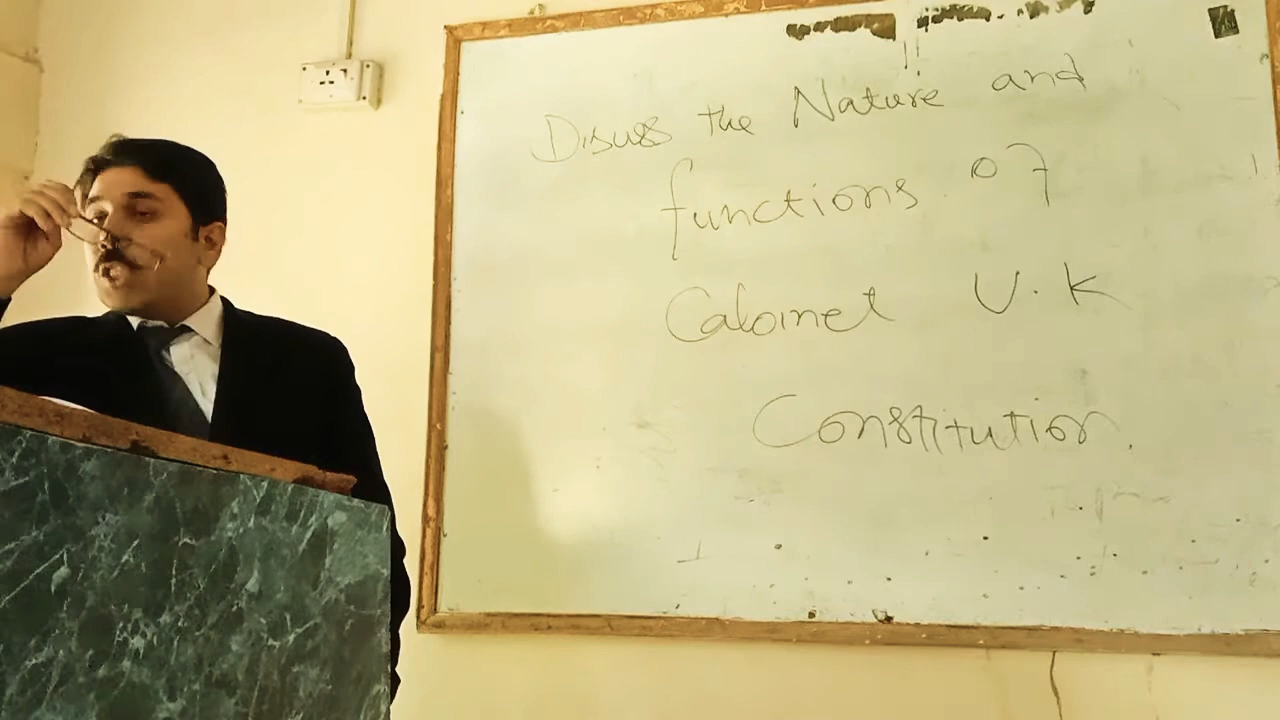 Discuss the Nature and
functions of
Cabinet U.K
Constitution.